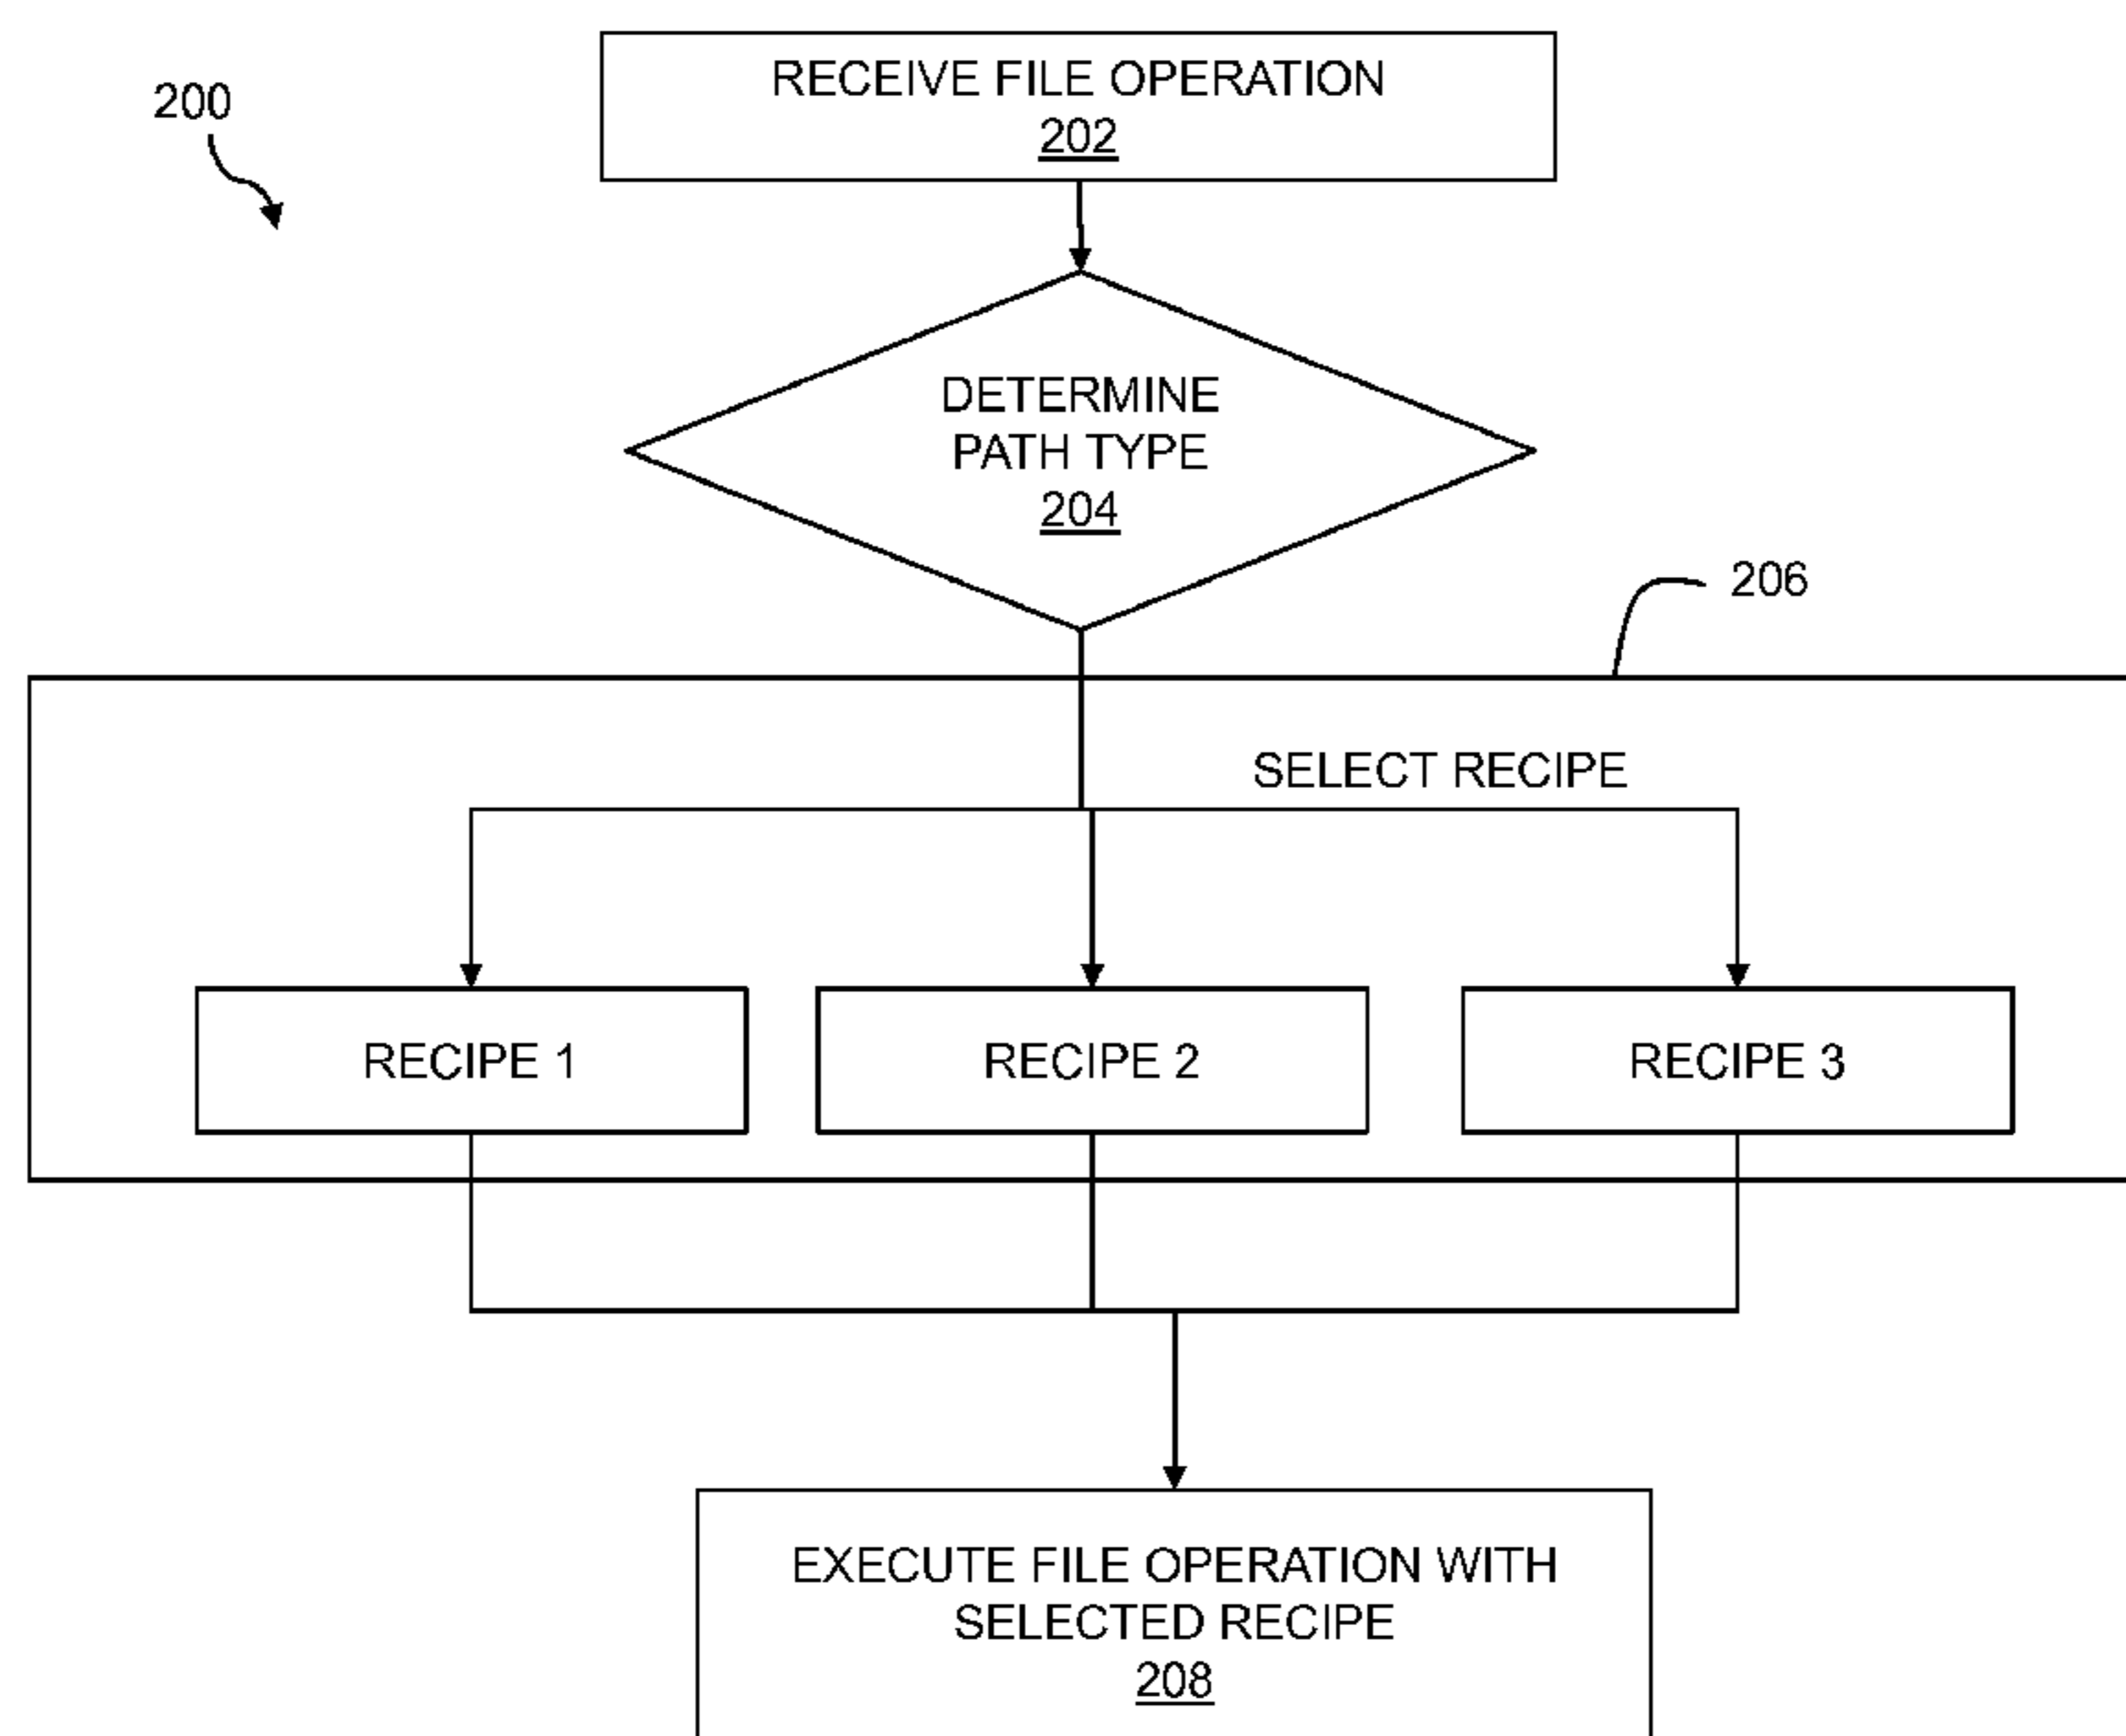 200
RECEIVE FILE OPERATION
202
DETERMINE
PATH TYPE
204
206
SELECT RECIPE
RECIPE 1
RECIPE 2
RECIPE 3
EXECUTE FILE OPERATION WITH
SELECTED RECIPE
208